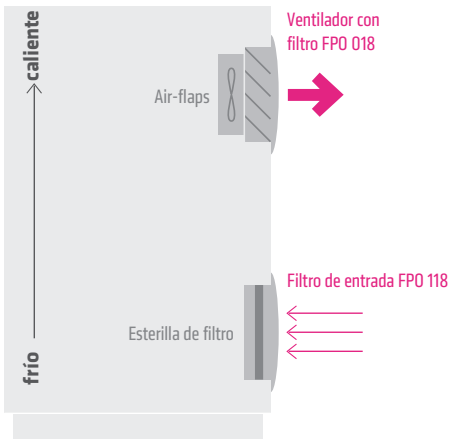 Ventilador con
filtro FPO 018
caliente
Air-flaps
Filtro de entrada FPO 118
Esterilla de filtro
frío